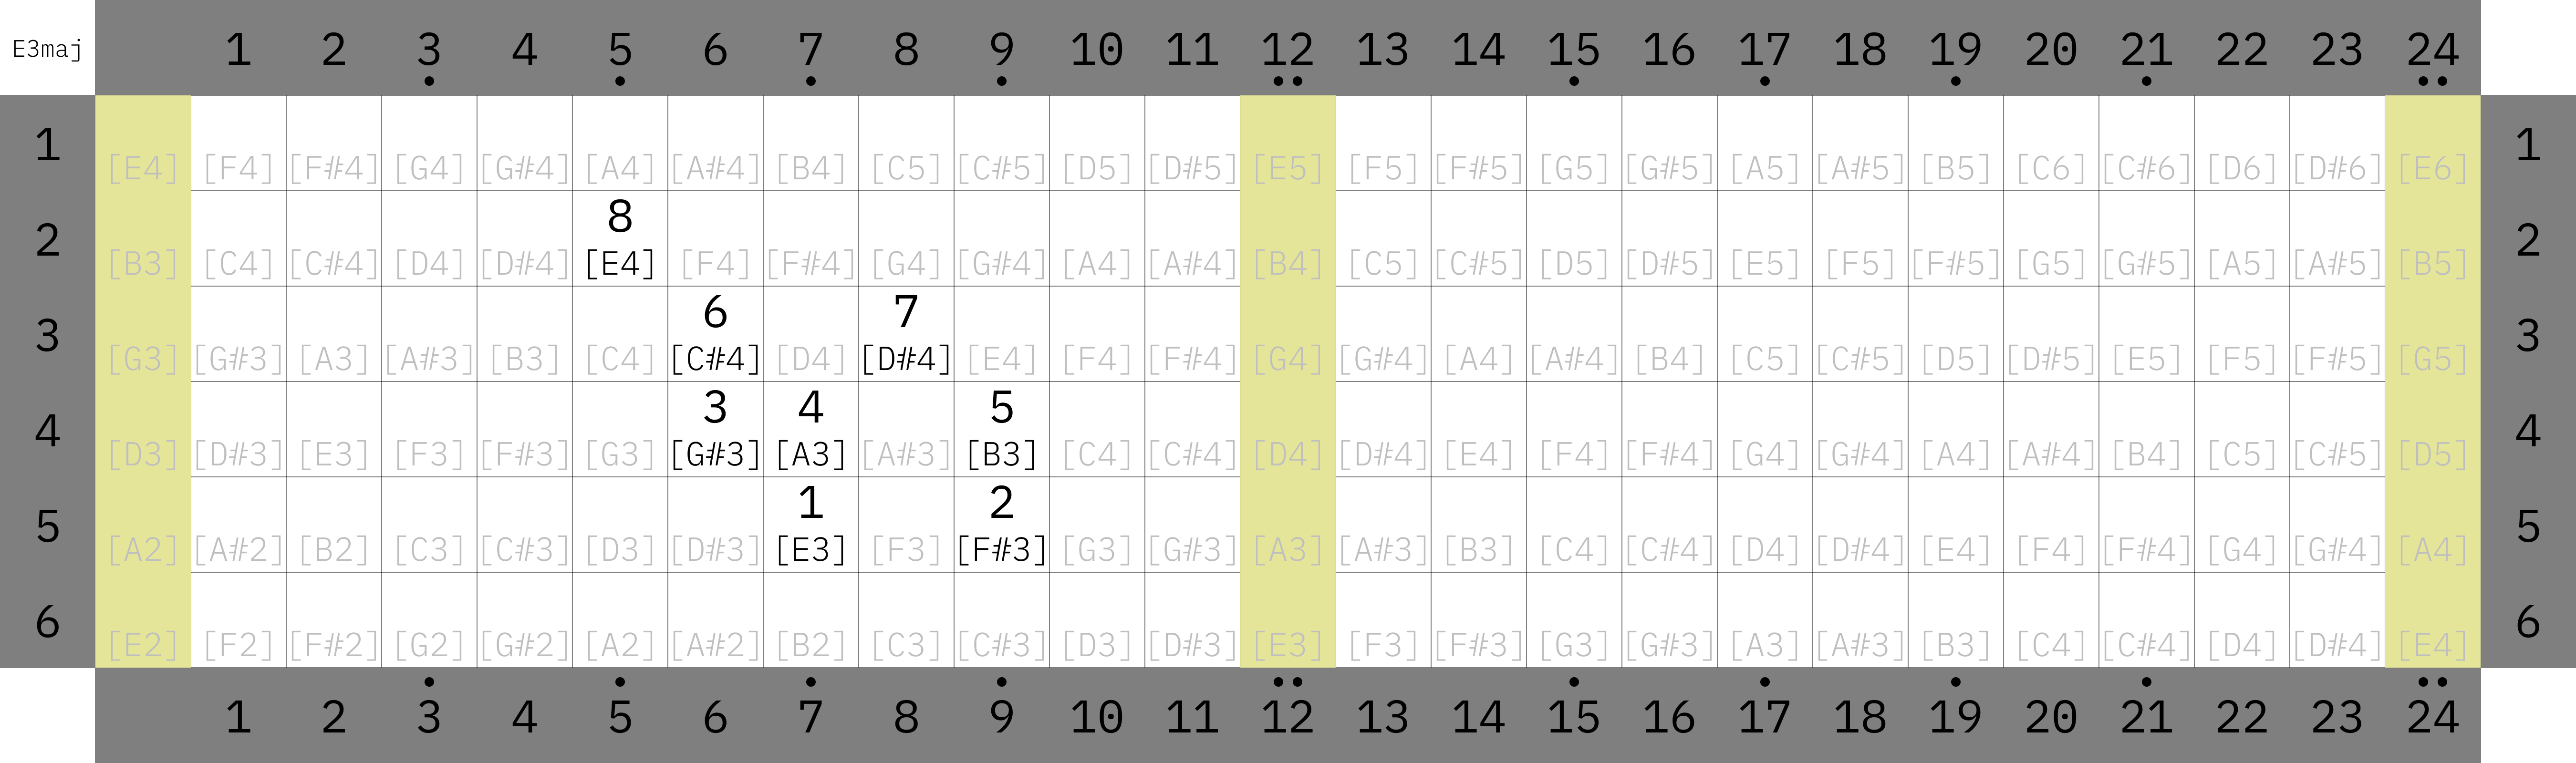 E3maj 1 2 3 4 5 6 7 8 9 10 11 12 13 14 15 16 17 18 19 20 21 22 23 24
1 [E4] [F4] [F#4] [G4] [G#4] [A4] [A#4] [B4] [C5] [C#5] [D5] [D#5] [E5] [F5] [F#5] [G5] [G#5] [A5] [A#5] [B5] [C6] [C#6] [D6] [D#6] [E6] 1
8
2 [B3] [C4] [C#4] [D4] [D#4] [E4] [F4] [F#4] [G4] [G#4] [A4] [A#4] [B4] [C5] [C#5] [D5] [D#5] [E5] [F5] [F#5] [G5] [G#5] [A5] [A#5] [B5] 2
6 7
3 [G3] [G#3] [A3] [A#3] [B3] [C4] [C#4] [D4] [D#4] [E4] [F4] [F#4] [G4] [G#4] [A4] [A#4] [B4] [C5] [C#5] [D5] [D#5] [E5] [F5] [F#5] [G5] 3
3 4 5
4 [D3] [D#3] [E3] [F3] [F#3] [G3] [G#3] [A3] [A#3] [B3] [C4] [C#4] [D4] [D#4] [E4] [F4] [F#4] [G4] [G#4] [A4] [A#4] [B4] [C5] [C#5] [D5] 4
1 2
5 [A2] [A#2] [B2] [C3] [C#3] [D3] [D#3] [E3] [F3] [F#3] [G3] [G#3] [A3] [A#3] [B3] [C4] [C#4] [D4] [D#4] [E4] [F4] [F#4] [G4] [G#4] [A4] 5
6 [E2] [F2] [F#2] [G2] [G#2] [A2] [A#2] [B2] [C3] [C#3] [D3] [D#3] [E3] [F3] [F#3] [G3] [G#3] [A3] [A#3] [B3] [C4] [C#4] [D4] [D#4] [E4] 6
1 2 3 4 5 6 7 8 9 10 11 12 13 14 15 16 17 18 19 20 21 22 23 24